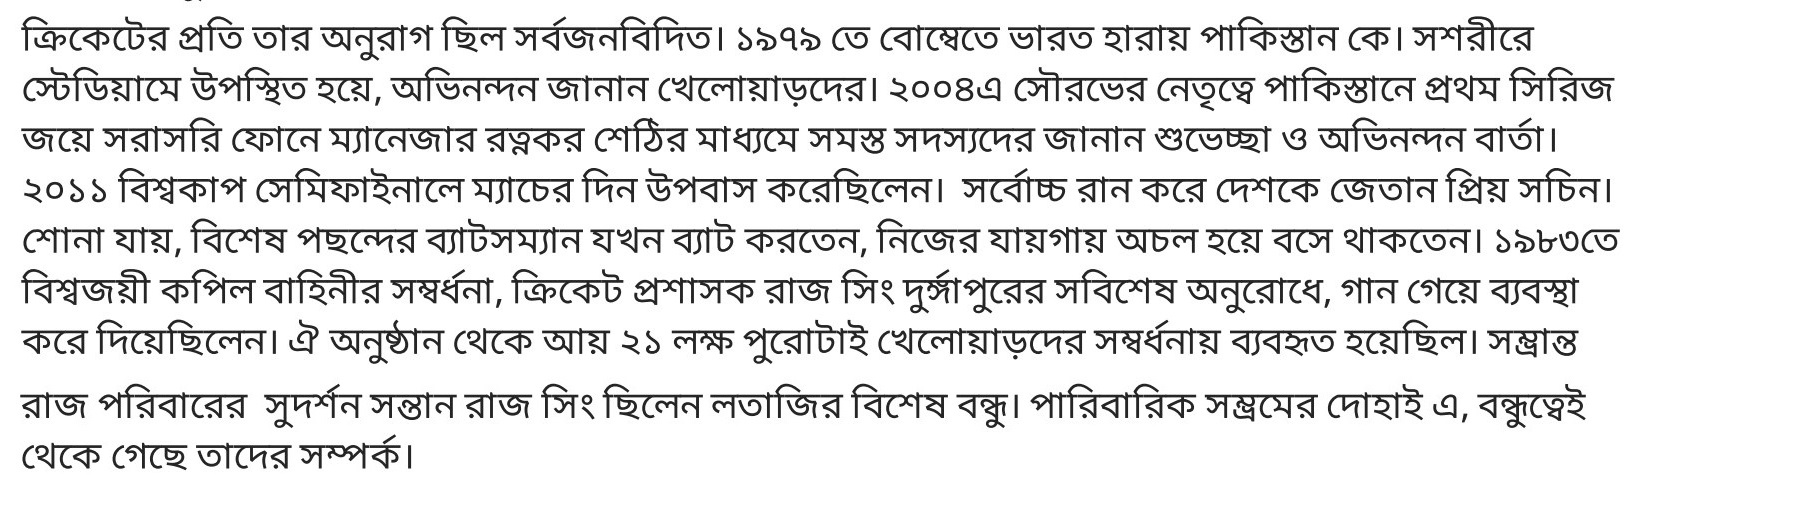 ক্রিকেটের প্রতি তার অনুরাগ ছিল সর্বজনবিদিত। ১৯৭৯ তে বোম্বেতে ভারত হারায় পাকিস্তান কে। সশরীরে
স্টেডিয়ামে উপস্থিত হয়ে, অভিনন্দন জানান খেলোয়াড়দের। ২০০৪এ সৌরভের নেতৃত্বে পাকিস্তানে প্রথম সিরিজ
জয়ে সরাসরি ফোনে ম্যানেজার রত্নকর শেঠির মাধ্যমে সমস্ত সদস্যদের জানান শুভেচ্ছা ও অভিনন্দন বার্তা।
২০১১ বিশ্বকাপ সেমিফাইনালে ম্যাচের দিন উপবাস করেছিলেন।  সর্বোচ্চ রান করে দেশকে জেতান প্রিয় সচিন।
শোনা যায়, বিশেষ পছন্দের ব্যাটসম্যান যখন ব্যাট করতেন, নিজের যায়গায় অচল হয়ে বসে থাকতেন। ১৯৮৩তে
বিশ্বজয়ী কপিল বাহিনীর সম্বর্ধনা, ক্রিকেট প্রশাসক রাজ সিং দুর্ঙ্গাপুরের সবিশেষ অনুরোধে, গান গেয়ে ব্যবস্থা
করে দিয়েছিলেন। ঐ অনুষ্ঠান থেকে আয় ২১ লক্ষ পুরোটাই খেলোয়াড়দের সম্বর্ধনায় ব্যবহৃত হয়েছিল। সম্ভ্রান্ত
রাজ পরিবারের  সুদর্শন সন্তান রাজ সিং ছিলেন লতাজির বিশেষ বন্ধু। পারিবারিক সম্ভ্রমের দোহাই এ, বন্ধুত্বেই
থেকে গেছে তাদের সম্পর্ক।